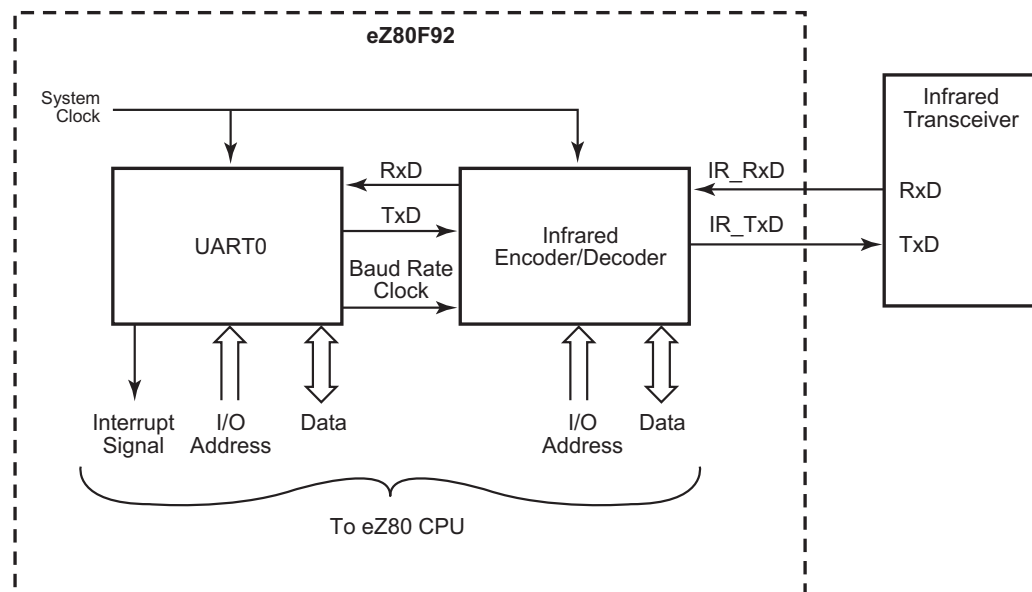 eZ80F92
System
Clock
Infrared
Transceiver
RxD
IR_RxD
RxD
TxD
IR_TxD
UART0
Infrared
Encoder/Decoder
TxD
Baud Rate
Clock
Interrupt
Signal
I/O
Address
Data
I/O
Address
Data
To eZ80 CPU